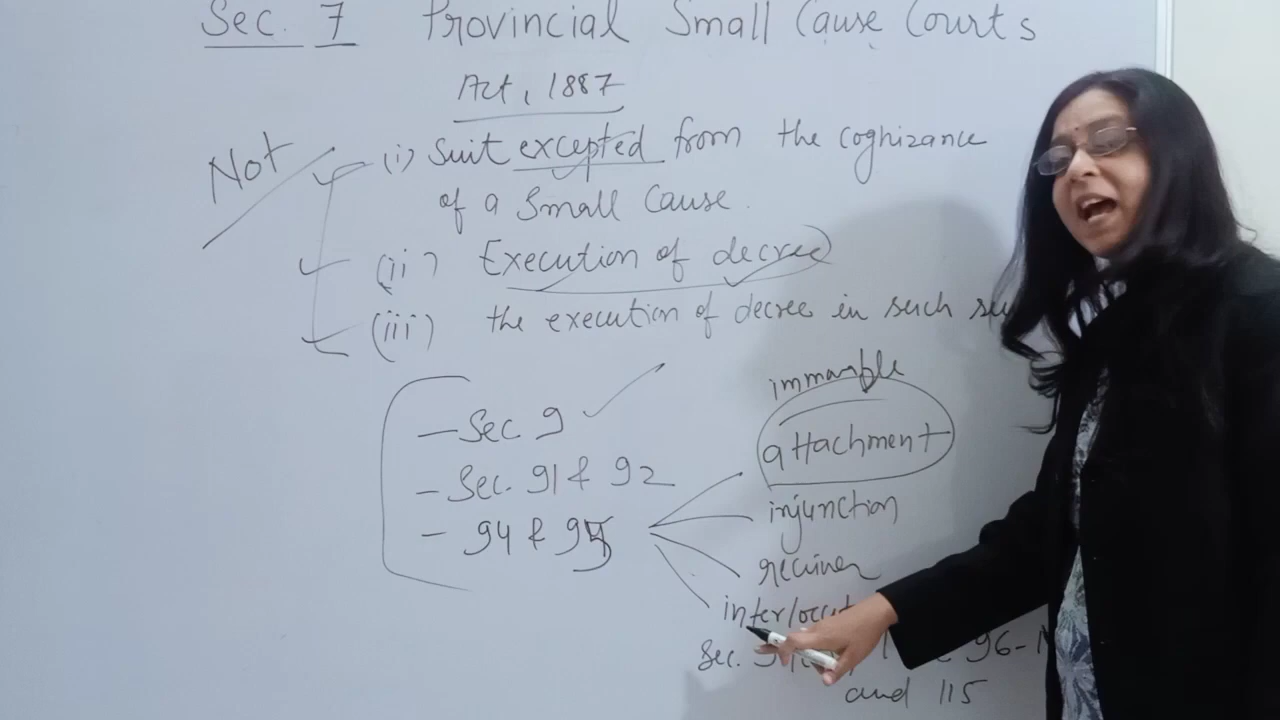 Sec. 7 Provincial Small Cause Courts
Act, 1887
Not (i) Suit excepted from the cognizance
of a Small Cause.
(ii) Execution of decree
(iii) the execution of decree in such
immovable
attachment
— Sec 9
— Sec. 91 & 92
injunction
— 94 & 95
receiver
Sec. 96-
and 115